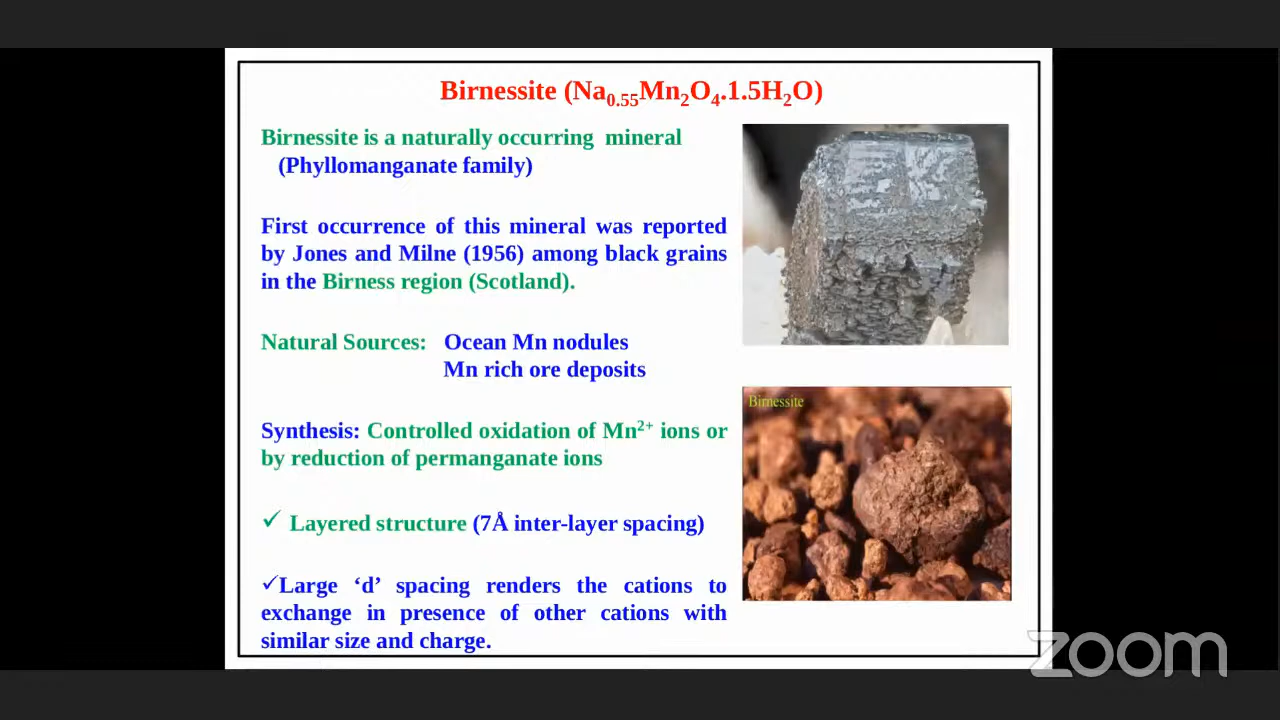 Birnessite (Na0.55Mn2O4.1.5H2O)
Birnessite is a naturally occurring mineral
(Phyllomanganate family)
First occurrence of this mineral was reported
by Jones and Milne (1956) among black grains
in the Birness region (Scotland).
Natural Sources: Ocean Mn nodules
Mn rich ore deposits
Synthesis: Controlled oxidation of Mn2+ ions or
by reduction of permanganate ions
✓ Layered structure (7Å inter-layer spacing)
✓Large ‘d’ spacing renders the cations to
exchange in presence of other cations with
similar size and charge.
Birnessite
zoom